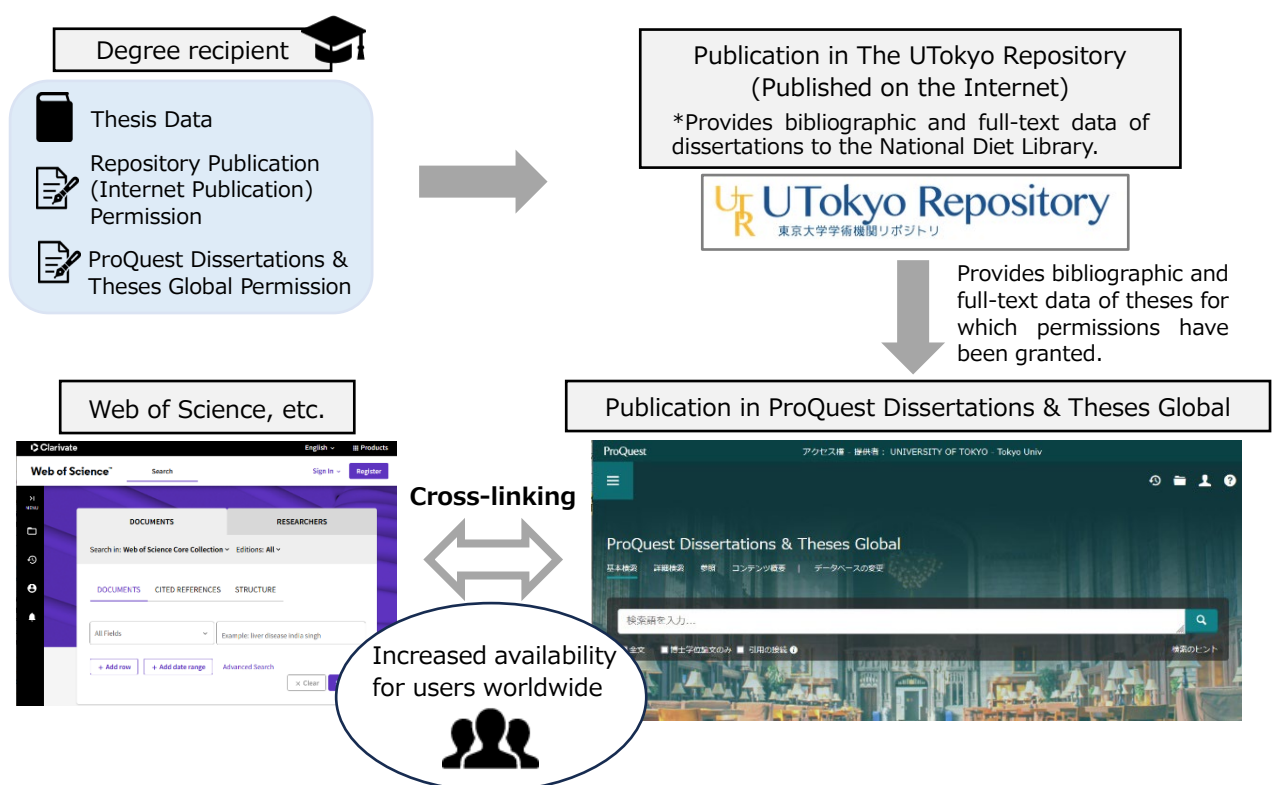 Degree recipient
Thesis Data
Repository Publication
(Internet Publication)
Permission
ProQuest Dissertations &
Theses Global Permission
Publication in The UTokyo Repository
(Published on the Internet)
*Provides bibliographic and full-text data of
dissertations to the National Diet Library.
UTR UTokyo Repository
東京大学学術機関リポジトリ
Provides bibliographic and
full-text data of theses for
which permissions have
been granted.
Web of Science, etc.
Clarivate
English
Products
Web of Science™
Search
Sign In
Register
MENU
DOCUMENTS
RESEARCHERS
Search in: Web of Science Core Collection
Editions: All
DOCUMENTS
CITED REFERENCES
STRUCTURE
All Fields
Example: liver disease india singh
+ Add row
+ Add date range
Advanced Search
× Clear
Cross-linking
Increased availability
for users worldwide
Publication in ProQuest Dissertations & Theses Global
ProQuest
アクセス権 - 提供者： UNIVERSITY OF TOKYO - Tokyo Univ
ProQuest Dissertations & Theses Global
基本検索
詳細検索
参照
コンテンツ概要
|
データベースの変更
検索語を入力...
全文
博士学位論文のみ
引用の接続
検索のヒント